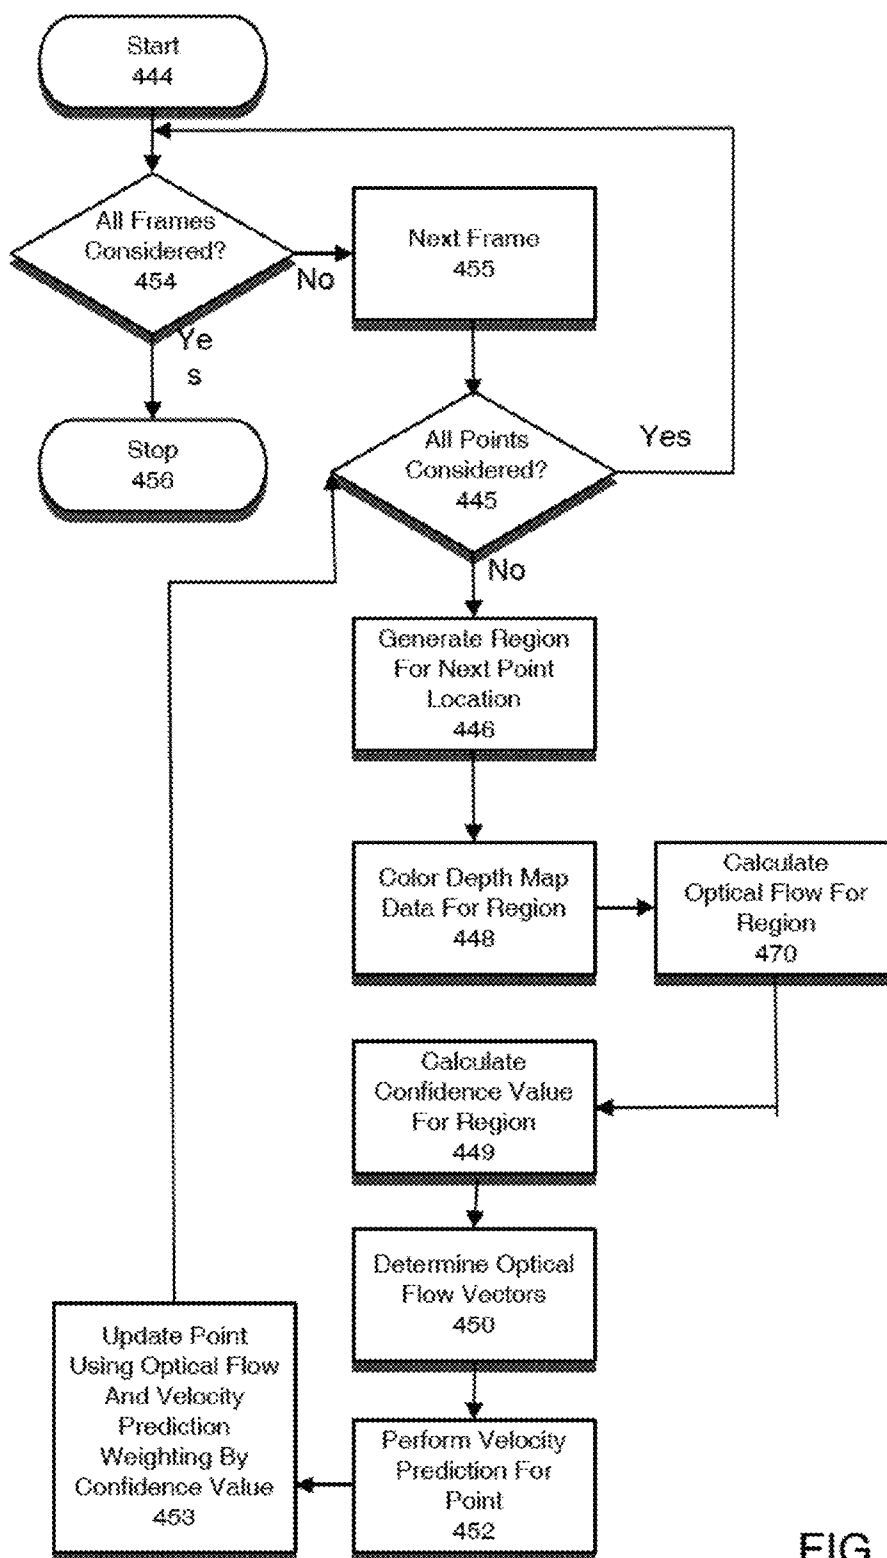 Start
444
All Frames
Considered?
454
No
Next Frame
455
Ye
s
Stop
456
All Points
Considered?
445
Yes
No
Generate Region
For Next Point
Location
446
Color Depth Map
Data For Region
448
Calculate
Optical Flow For
Region
470
Calculate
Confidence Value
For Region
449
Determine Optical
Flow Vectors
450
Update Point
Using Optical Flow
And Velocity
Prediction
Weighting By
Confidence Value
453
Perform Velocity
Prediction For
Point
452
FIG